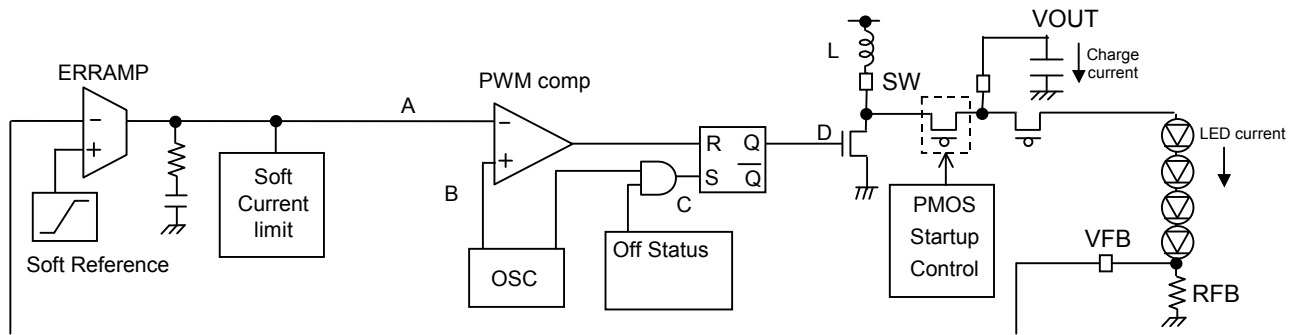 ERRAMP
−
+
Soft Reference
A
Soft
Current
limit
PWM comp
−
+
B
OSC
C
Off Status
R
S
Q
Q
D
L
SW
PMOS
Startup
Control
VOUT
Charge
current
LED current
VFB
RFB